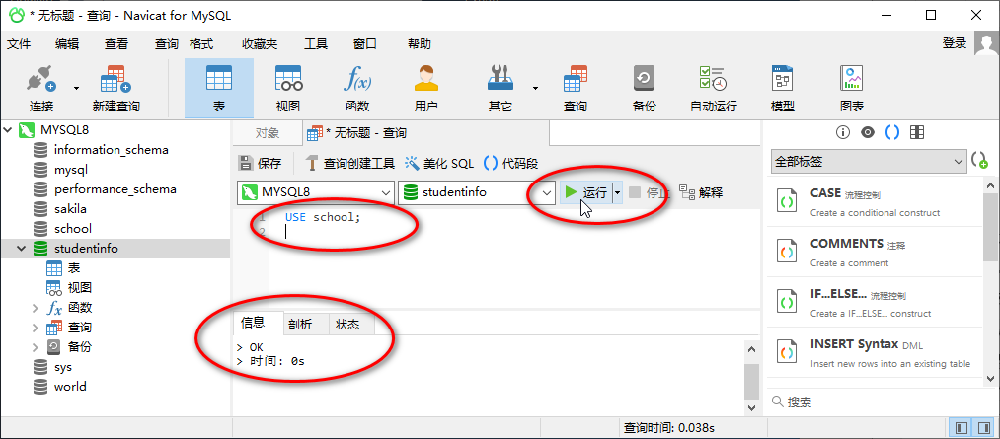 * 无标题 - 查询 - Navicat for MySQL
文件 编辑 查看 查询 格式 收藏夹 工具 窗口 帮助 登录
连接 新建查询 表 视图 函数 用户 其它 查询 备份 自动运行 模型 图表
MYSQL8
information_schema
mysql
performance_schema
sakila
school
studentinfo
表
视图
函数
查询
备份
sys
world
对象 * 无标题 - 查询
保存 查询创建工具 美化 SQL () 代码段
MYSQL8 studentinfo 运行 停止 解释
1 USE school;
2
信息 剖析 状态
> OK
> 时间: 0s
全部标签
CASE 流程控制
Create a conditional construct
COMMENTS 注释
Create a comment
IF...ELSE... 流程控制
Create a IF...ELSE... construct
INSERT Syntax DML
Insert new rows into an existing table
搜索
查询时间: 0.038s